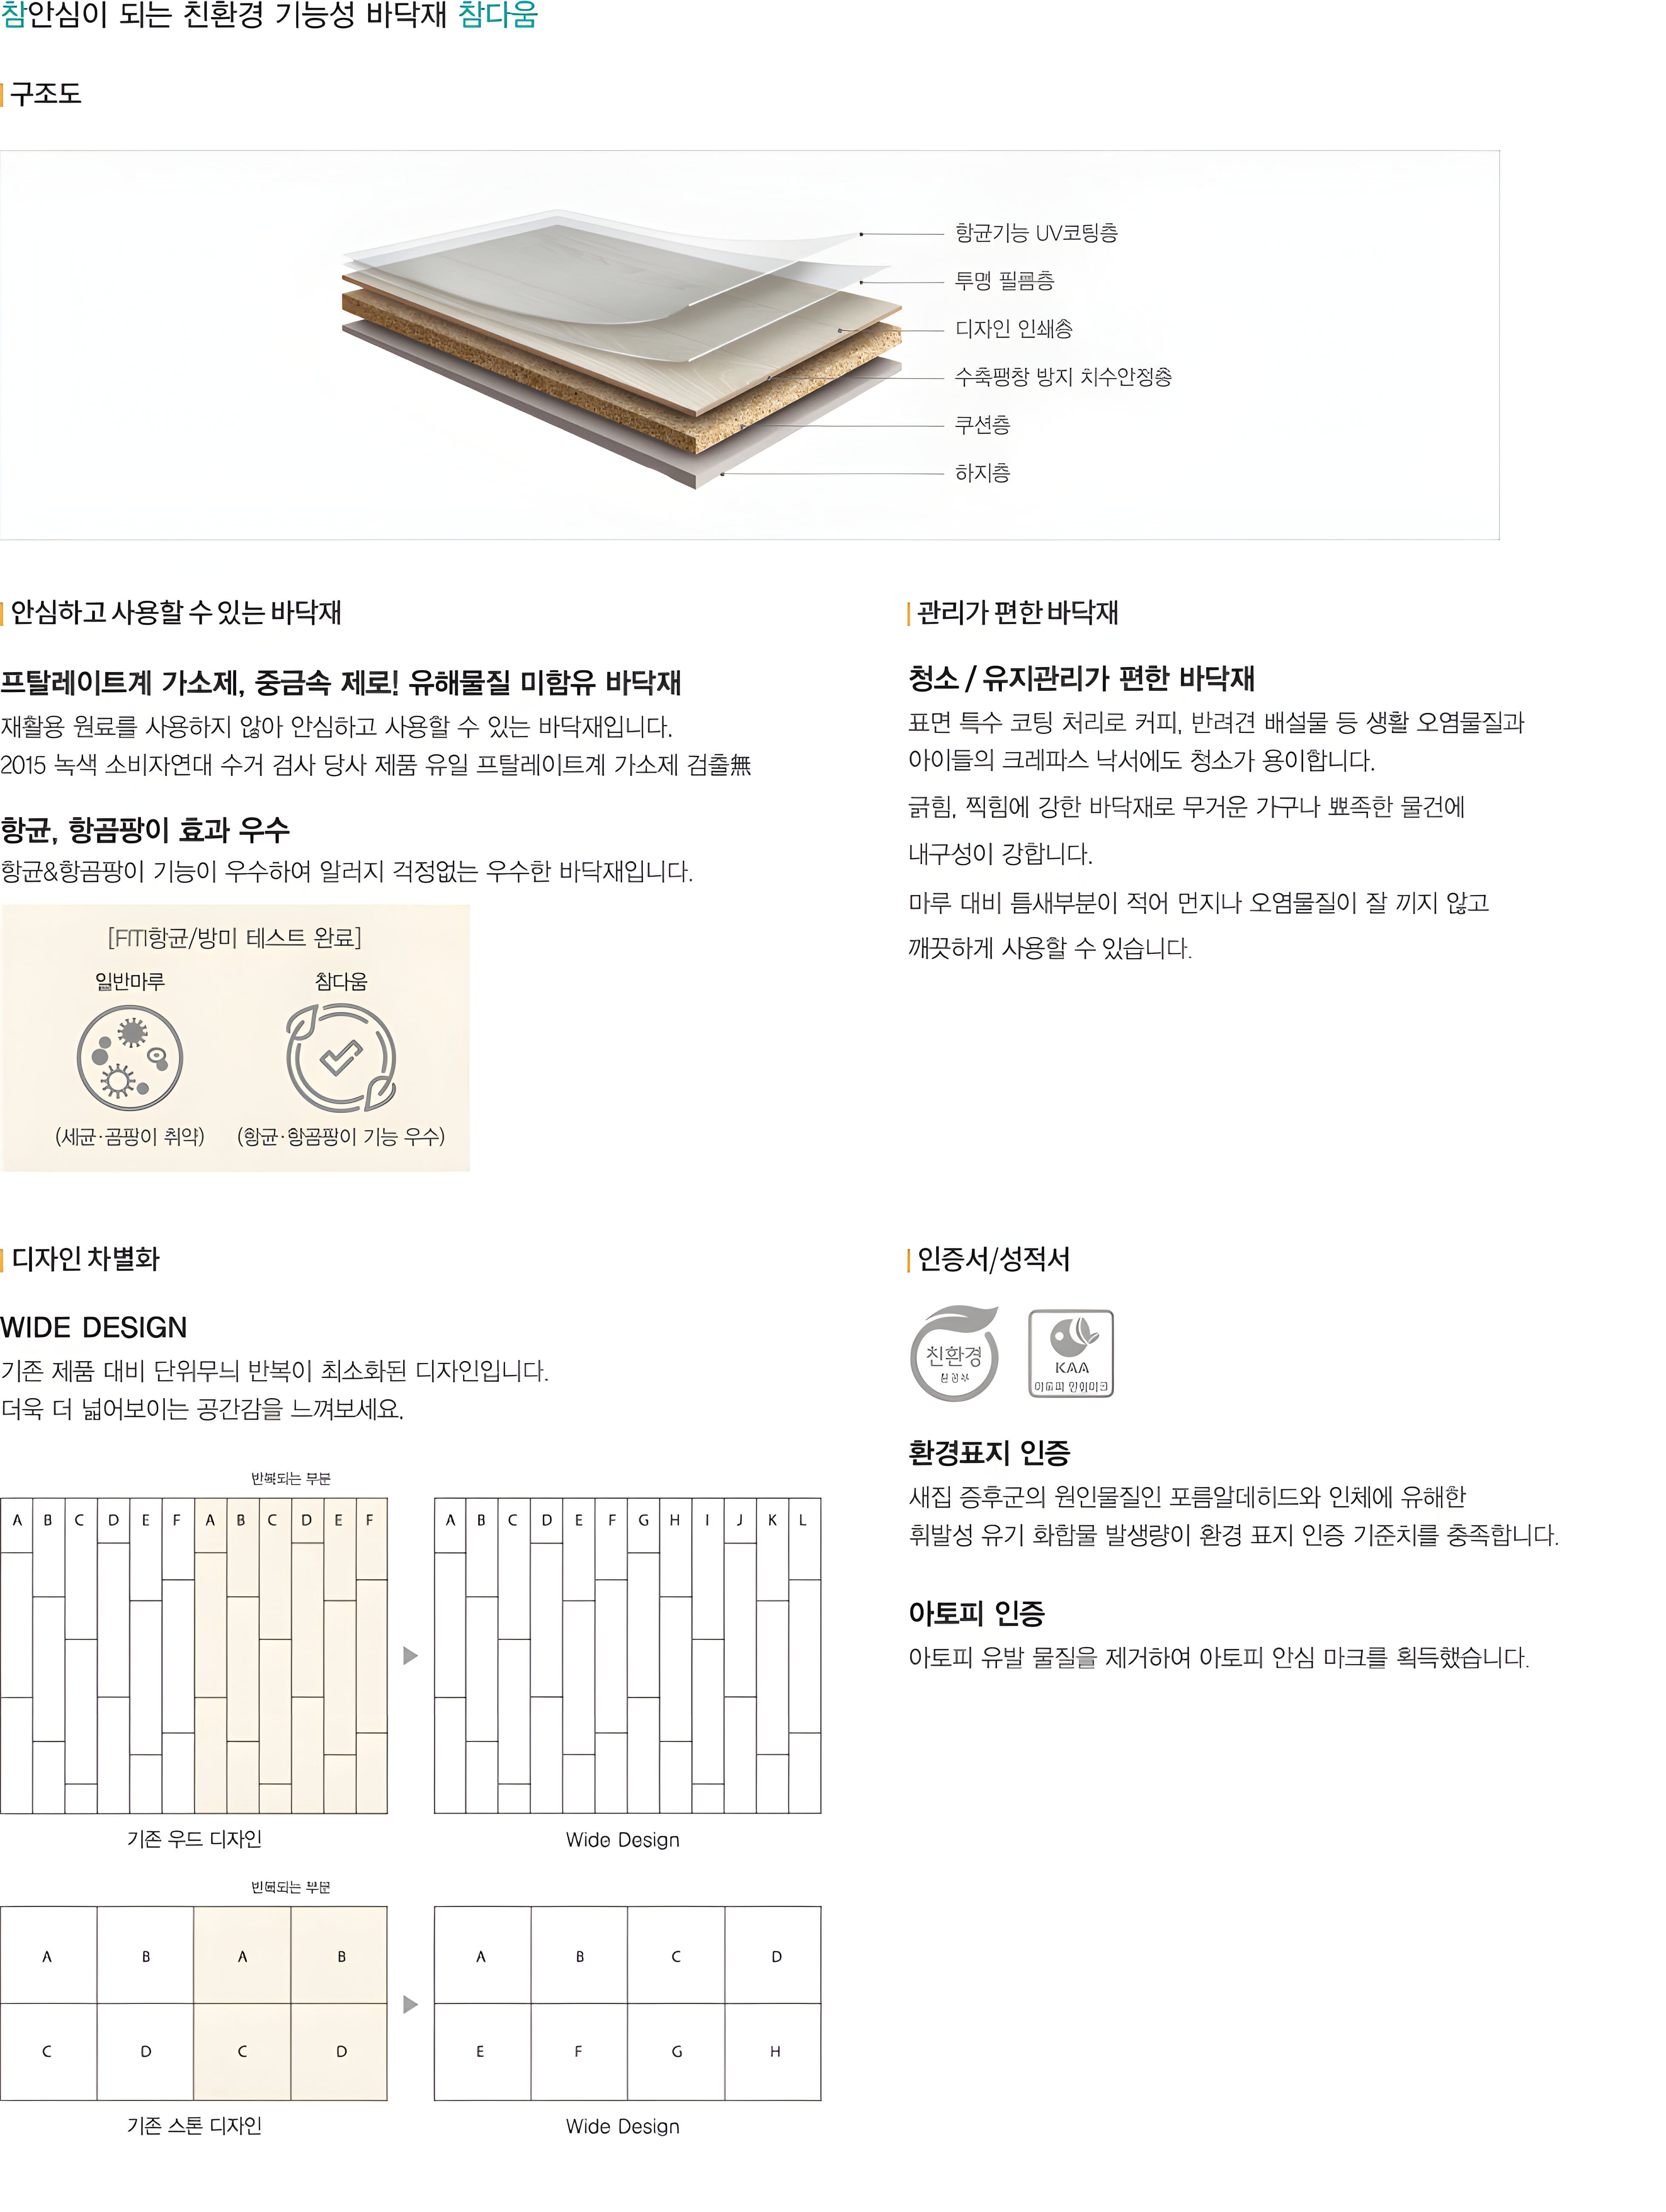 참안심이 되는 친환경 기능성 바닥재 참다움
구조도
항균기능 UV코팅층
투명 필름층
디자인 인쇄층
수축팽창 방지 치수안정층
쿠션층
하지층
안심하고 사용할 수 있는 바닥재
프탈레이트계 가소제, 중금속 제로! 유해물질 미함유 바닥재
재활용 원료를 사용하지 않아 안심하고 사용할 수 있는 바닥재입니다.
2015 녹색 소비자연대 수거 검사 당사 제품 유일 프탈레이트계 가소제 검출無
항균, 항곰팡이 효과 우수
항균&항곰팡이 기능이 우수하여 알러지 걱정없는 우수한 바닥재입니다.
[FITI항균/방미 테스트 완료]
일반마루
참다움
(세균·곰팡이 취약)
(항균·항곰팡이 기능 우수)
관리가 편한 바닥재
청소 / 유지관리가 편한 바닥재
표면 특수 코팅 처리로 커피, 반려견 배설물 등 생활 오염물질과
아이들의 크레파스 낙서에도 청소가 용이합니다.
긁힘, 찍힘에 강한 바닥재로 무거운 가구나 뾰족한 물건에
내구성이 강합니다.
마루 대비 틈새부분이 적어 먼지나 오염물질이 잘 끼지 않고
깨끗하게 사용할 수 있습니다.
디자인 차별화
WIDE DESIGN
기존 제품 대비 단위무늬 반복이 최소화된 디자인입니다.
더욱 더 넓어보이는 공간감을 느껴보세요.
반복되는 부분
A B C D E F A B C D E F
A B C D E F G H I J K L
기존 우드 디자인
Wide Design
반복되는 부분
A B A B
C D C D
A B C D
E F G H
기존 스톤 디자인
Wide Design
인증서/성적서
친환경
KAA
환경표지 인증
새집 증후군의 원인물질인 포름알데히드와 인체에 유해한
휘발성 유기 화합물 발생량이 환경 표지 인증 기준치를 충족합니다.
아토피 인증
아토피 유발 물질을 제거하여 아토피 안심 마크를 획득했습니다.